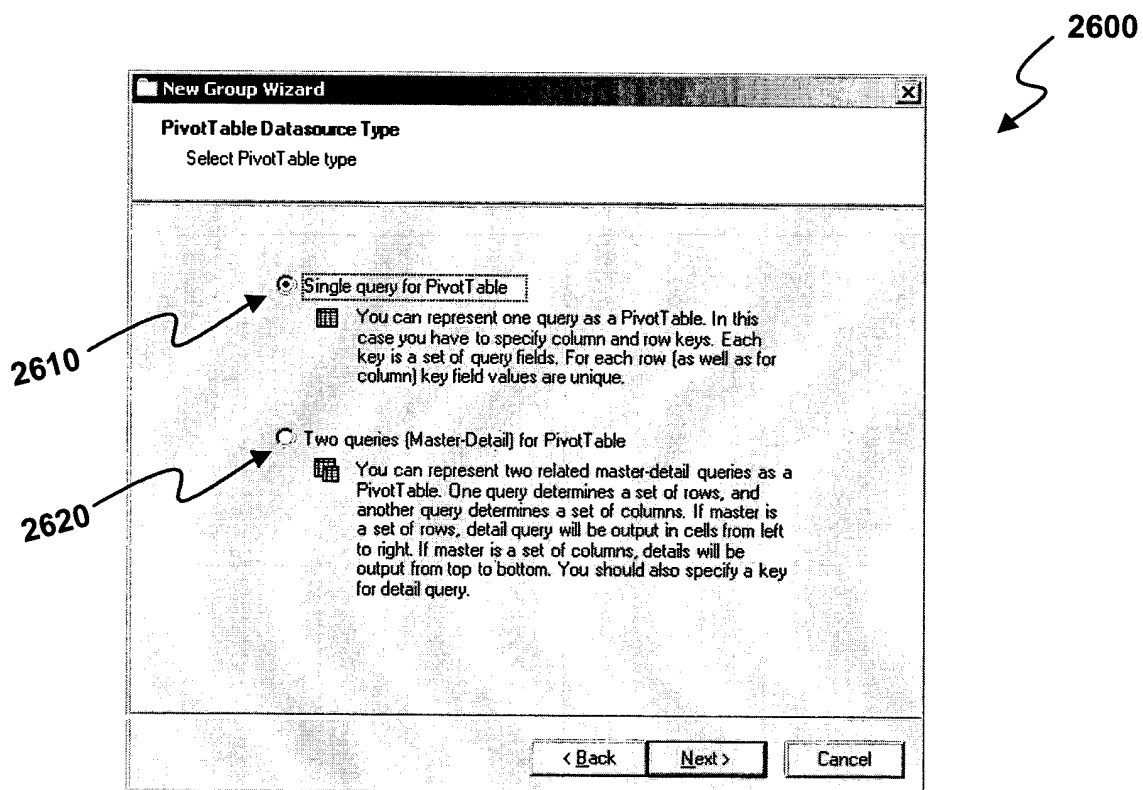 2600
New Group Wizard
PivotTable Datasource Type
Select PivotTable type
Single query for PivotTable
You can represent one query as a PivotTable. In this
case you have to specify column and row keys. Each
key is a set of query fields. For each row (as well as for
column) key field values are unique.
2610
Two queries (Master-Detail) for PivotTable
You can represent two related master-detail queries as a
PivotTable. One query determines a set of rows, and
another query determines a set of columns. If master is
a set of rows, detail query will be output in cells from left
to right. If master is a set of columns, details will be
output from top to bottom. You should also specify a key
for detail query.
2620
< Back
Next >
Cancel